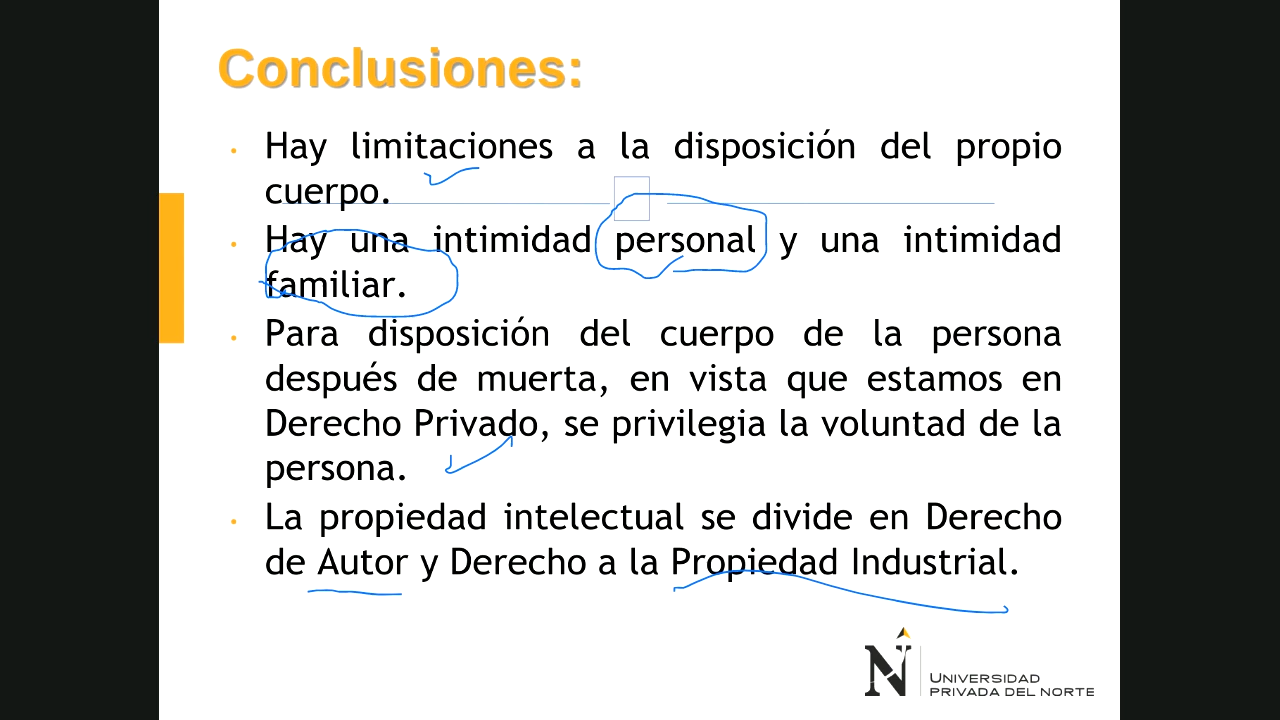 Conclusiones:
• Hay limitaciones a la disposición del propio
cuerpo.
• Hay una intimidad personal y una intimidad
familiar.
• Para disposición del cuerpo de la persona
después de muerta, en vista que estamos en
Derecho Privado, se privilegia la voluntad de la
persona.
• La propiedad intelectual se divide en Derecho
de Autor y Derecho a la Propiedad Industrial.
N
UNIVERSIDAD
PRIVADA DEL NORTE